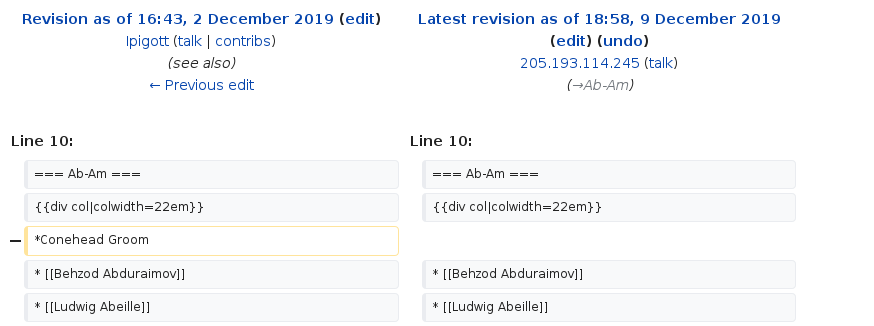 Revision as of 16:43, 2 December 2019 (edit)
Ipigott (talk | contribs)
(see also)
← Previous edit
Latest revision as of 18:58, 9 December 2019
(edit) (undo)
205.193.114.245 (talk)
(→Ab-Am)
Line 10:
Line 10:
=== Ab-Am ===
=== Ab-Am ===
{{div col|colwidth=22em}}
{{div col|colwidth=22em}}
− *Conehead Groom
* [[Behzod Abduraimov]]
* [[Behzod Abduraimov]]
* [[Ludwig Abeille]]
* [[Ludwig Abeille]]